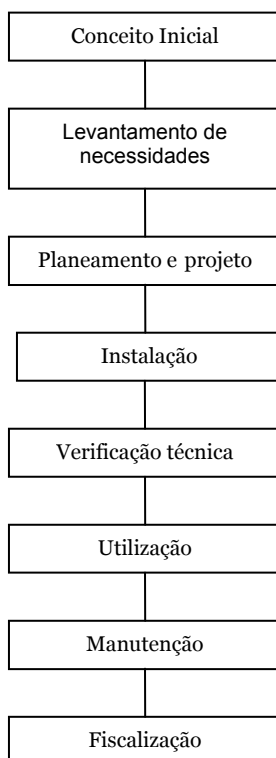 Conceito Inicial
Levantamento de
necessidades
Planeamento e projeto
Instalação
Verificação técnica
Utilização
Manutenção
Fiscalização